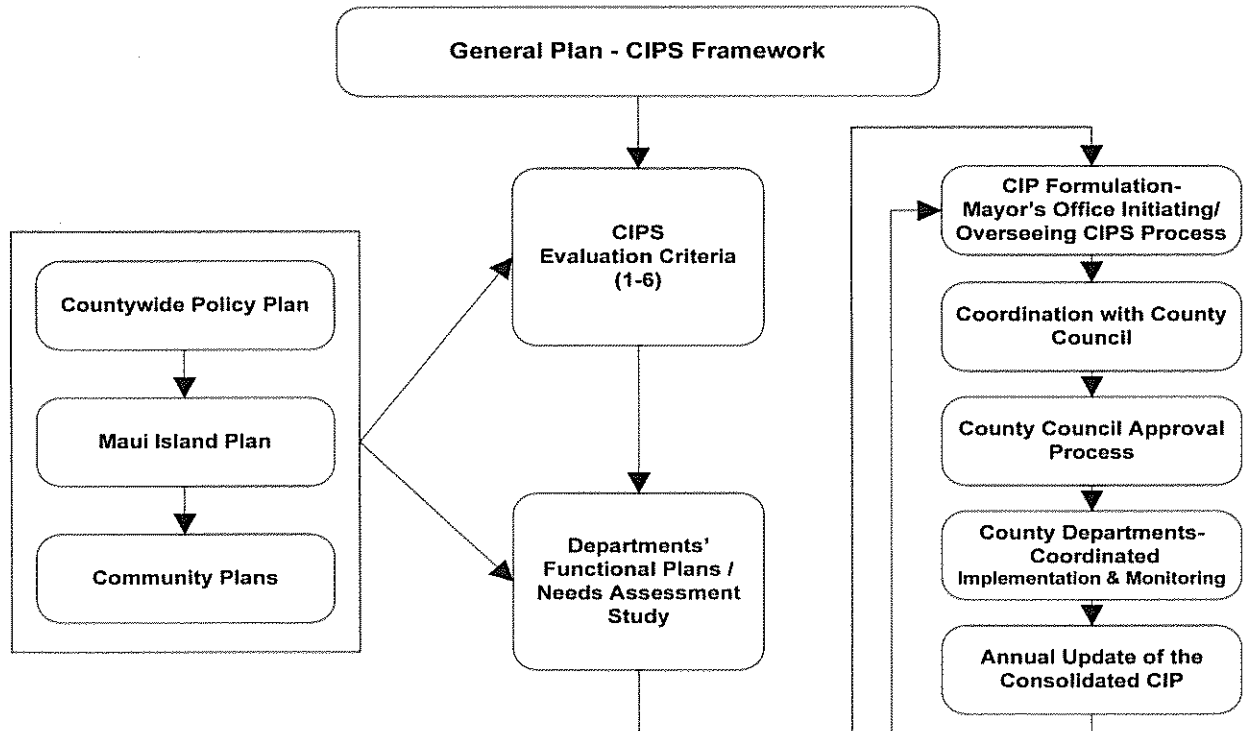 General Plan - CIPS Framework
CIPS
Evaluation Criteria
(1-6)
Countywide Policy Plan
Maui Island Plan
Community Plans
Departments'
Functional Plans /
Needs Assessment
Study
CIP Formulation-
Mayor's Office Initiating/
Overseeing CIPS Process
Coordination with County
Council
County Council Approval
Process
County Departments-
Coordinated
Implementation & Monitoring
Annual Update of the
Consolidated CIP